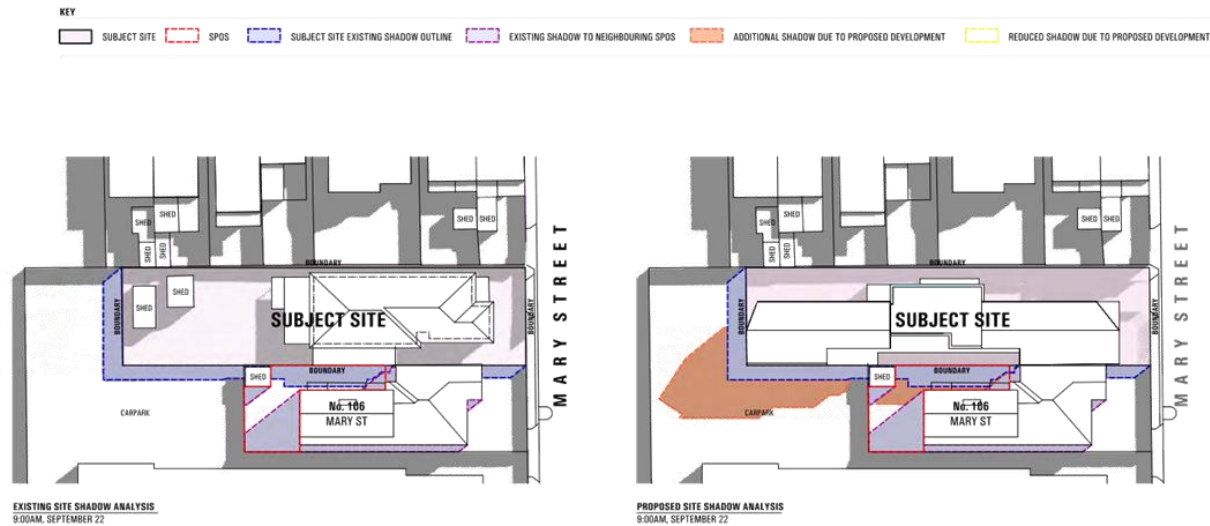 KEY
SUBJECT SITE
SPOS
SUBJECT SITE EXISTING SHADOW OUTLINE
EXISTING SHADOW TO NEIGHBOURING SPOS
ADDITIONAL SHADOW DUE TO PROPOSED DEVELOPMENT
REDUCED SHADOW DUE TO PROPOSED DEVELOPMENT
SHED
SHED
SHED
SHED
SHED
SHED
BOUNDARY
SHED
SHED
BOUNDARY
SUBJECT SITE
BOUNDARY
MARY STREET
BOUNDARY
SHED
CARPARK
No. 106
MARY ST
EXISTING SITE SHADOW ANALYSIS
9:00AM, SEPTEMBER 22
SHED
SHED
SHED
SHED
SHED
SHED
BOUNDARY
BOUNDARY
SUBJECT SITE
BOUNDARY
MARY STREET
BOUNDARY
SHED
CARPARK
No. 106
MARY ST
PROPOSED SITE SHADOW ANALYSIS
9:00AM, SEPTEMBER 22